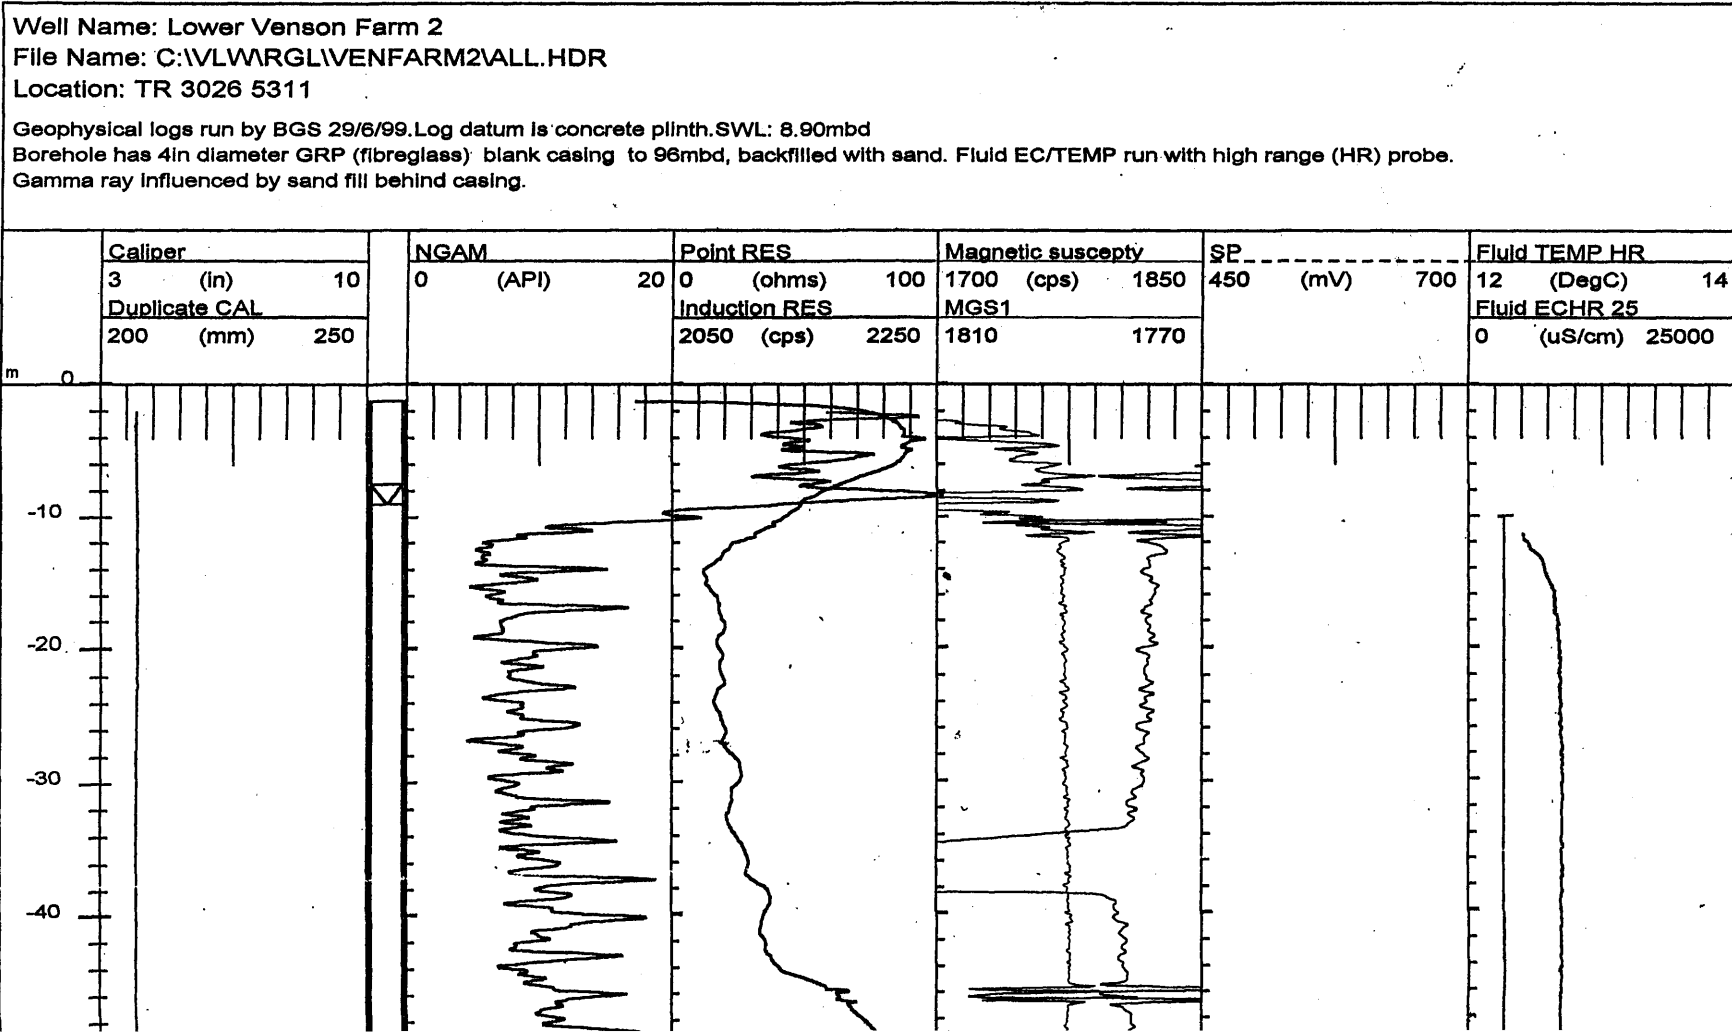 Well Name: Lower Venson Farm 2
File Name: C:\VLW\RGL\VENFARM2\ALL.HDR
Location: TR 3026 5311
Geophysical logs run by BGS 29/6/99.Log datum is concrete plinth.SWL: 8.90mbd
Borehole has 4in diameter GRP (fibreglass) blank casing to 96mbd, backfilled with sand. Fluid EC/TEMP run with high range (HR) probe.
Gamma ray influenced by sand fill behind casing.
Caliper NGAM Point RES Magnetic suscepty SP Fluid TEMP HR
3 (in) 10 0 (API) 20 0 (ohms) 100 1700 (cps) 1850 450 (mV) 700 12 (DegC) 14
Duplicate CAL Induction RES MGS1 Fluid ECHR 25
200 (mm) 250 2050 (cps) 2250 1810 1770 0 (uS/cm) 25000
m 0
-10
-20
-30
-40